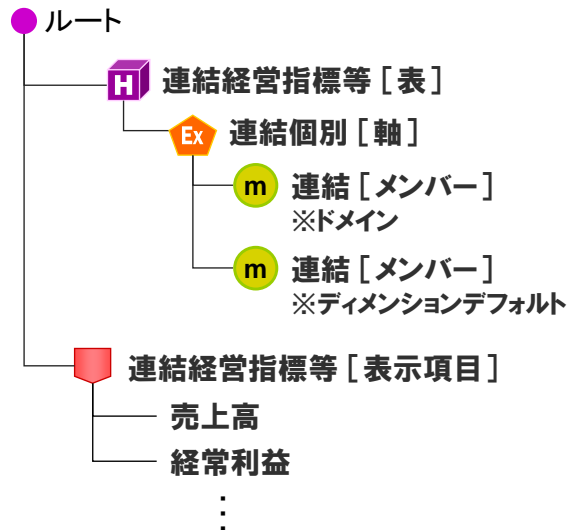 ルート
H 連結経営指標等［表］
Ex 連結個別［軸］
m 連結［メンバー］
※ドメイン
m 連結［メンバー］
※ディメンションデフォルト
連結経営指標等［表示項目］
売上高
経常利益
⋮